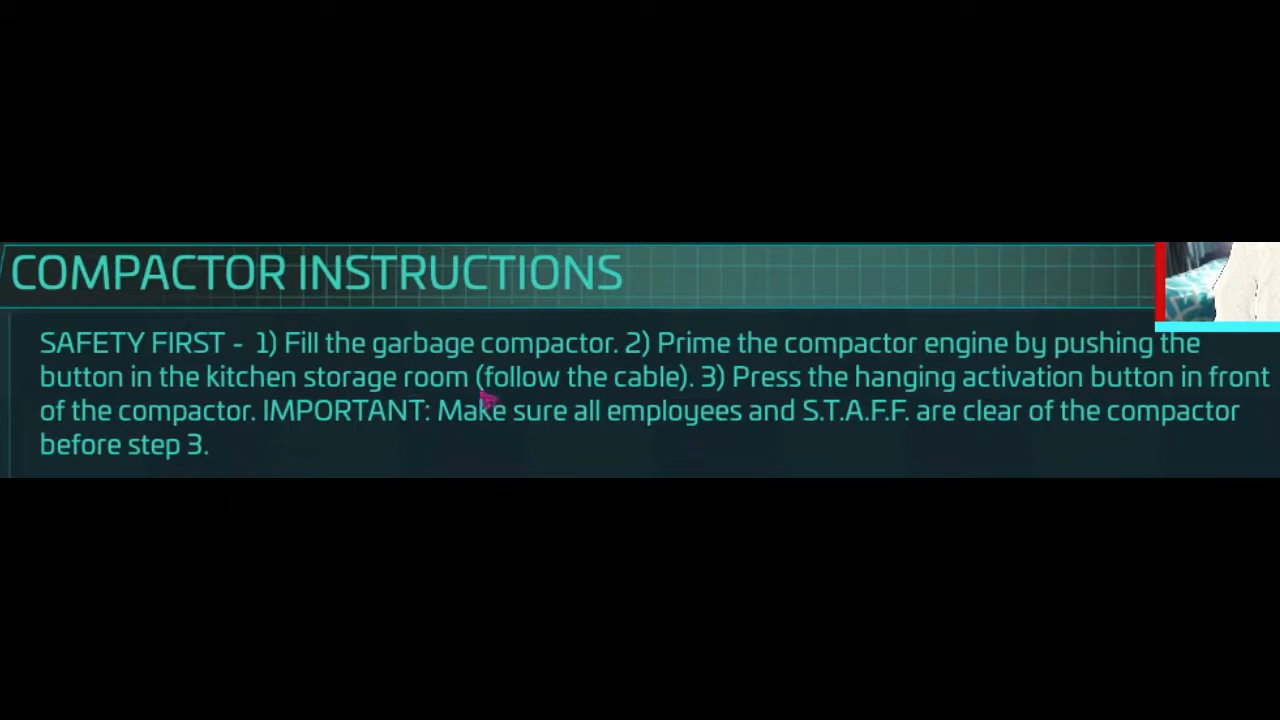 COMPACTOR INSTRUCTIONS
SAFETY FIRST - 1) Fill the garbage compactor. 2) Prime the compactor engine by pushing the
button in the kitchen storage room (follow the cable). 3) Press the hanging activation button in front
of the compactor. IMPORTANT: Make sure all employees and S.T.A.F.F. are clear of the compactor
before step 3.